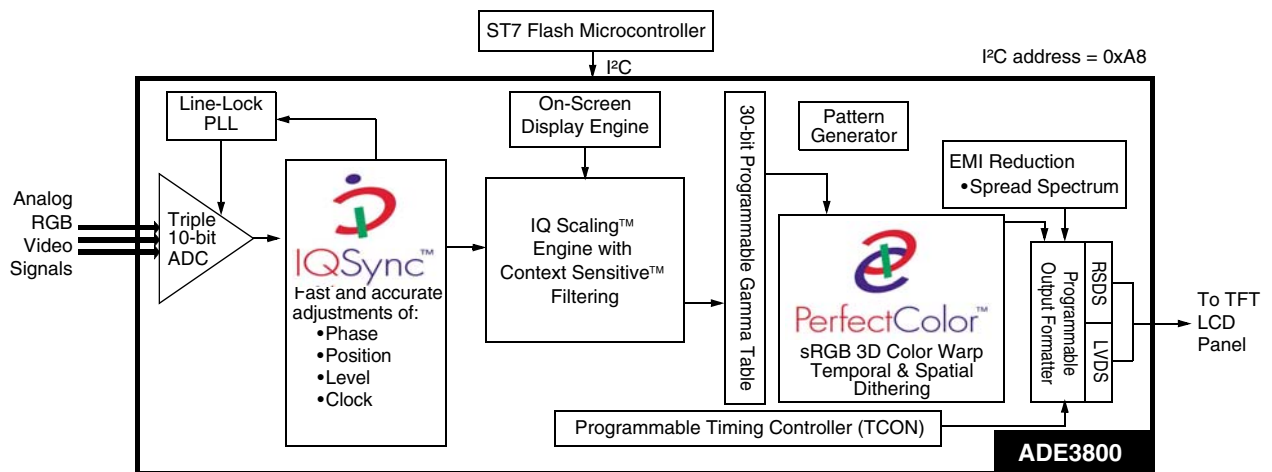 ST7 Flash Microcontroller
I²C
I²C address = 0xA8
Line-Lock
PLL
On-Screen
Display Engine
30-bit Programmable Gamma Table
Pattern
Generator
EMI Reduction
•Spread Spectrum
Analog
RGB
Video
Signals
Triple
10-bit
ADC
IQSync™
Fast and accurate
adjustments of:
•Phase
•Position
•Level
•Clock
IQ Scaling™
Engine with
Context Sensitive™
Filtering
PerfectColor™
sRGB 3D Color Warp
Temporal & Spatial
Dithering
Programmable
Output Formatter
RSDS
LVDS
To TFT
LCD
Panel
Programmable Timing Controller (TCON)
ADE3800